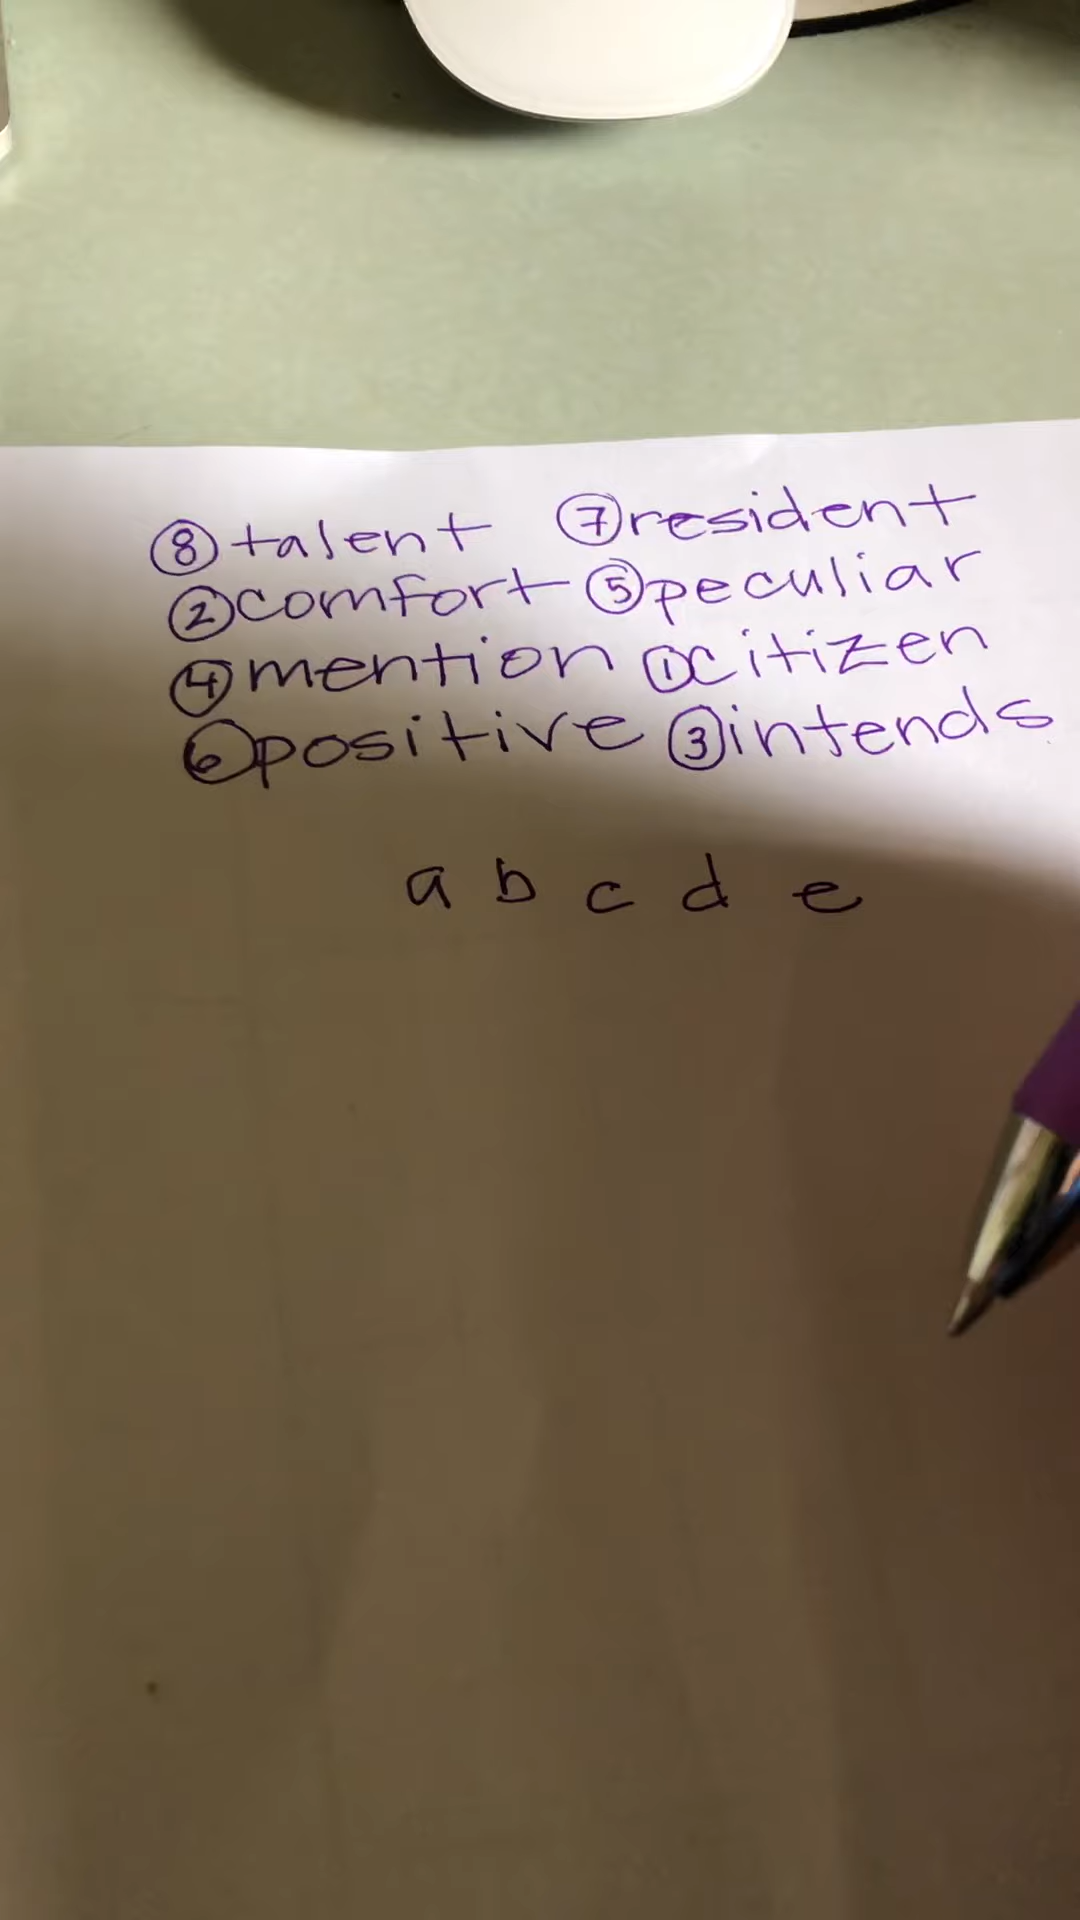 ⑧talent ⑦resident
②comfort ⑤peculiar
④mention ①citizen
⑥positive ③intends
a b c d e